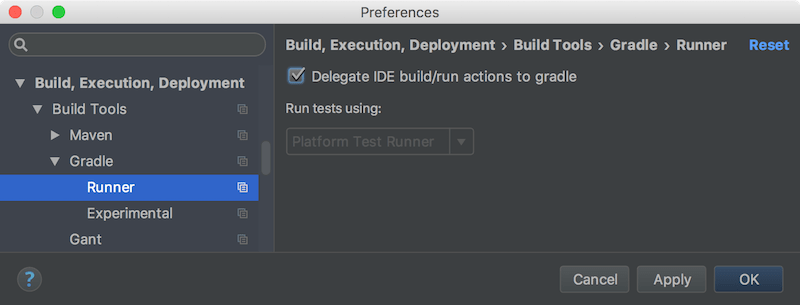 Preferences
Build, Execution, Deployment › Build Tools › Gradle › Runner Reset
Build, Execution, Deployment
Build Tools
Maven
Gradle
Runner
Experimental
Gant
Delegate IDE build/run actions to gradle
Run tests using:
Platform Test Runner
?
Cancel
Apply
OK